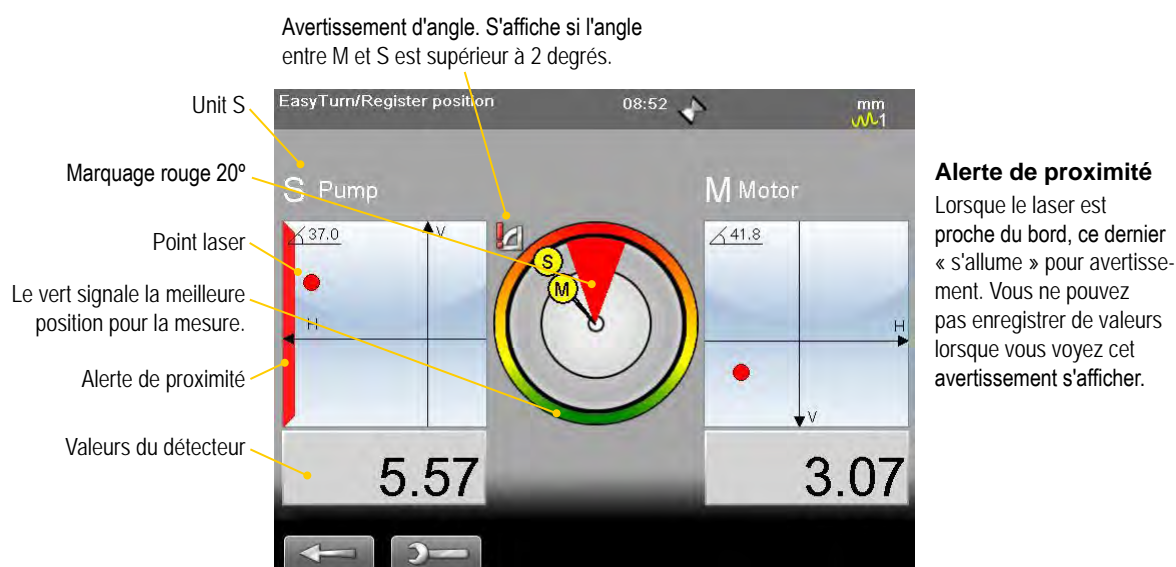 Avertissement d'angle. S'affiche si l'angle
entre M et S est supérieur à 2 degrés.
Unit S
Marquage rouge 20º
Point laser
Le vert signale la meilleure
position pour la mesure.
Alerte de proximité
Valeurs du détecteur
EasyTurn/Register position
08:52
mm
1
S Pump
M Motor
37.0
V
H
S
M
41.8
H
V
5.57
3.07
Alerte de proximité
Lorsque le laser est
proche du bord, ce dernier
« s'allume » pour avertisse-
ment. Vous ne pouvez
pas enregistrer de valeurs
lorsque vous voyez cet
avertissement s'afficher.